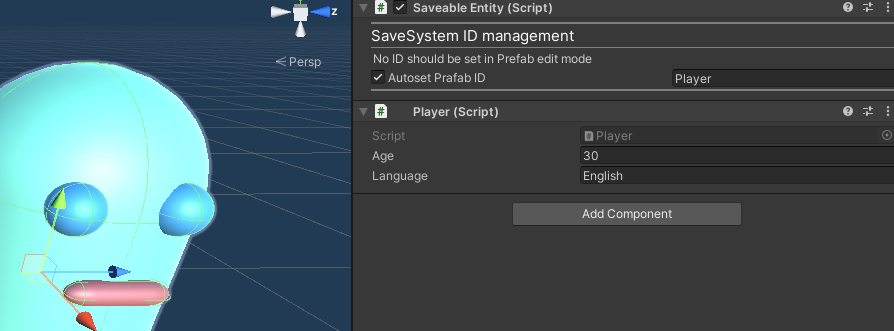 z
Persp
Saveable Entity (Script)
SaveSystem ID management
No ID should be set in Prefab edit mode
Autoset Prafab ID Player
Player (Script)
Script Player
Age 30
Language English
Add Component